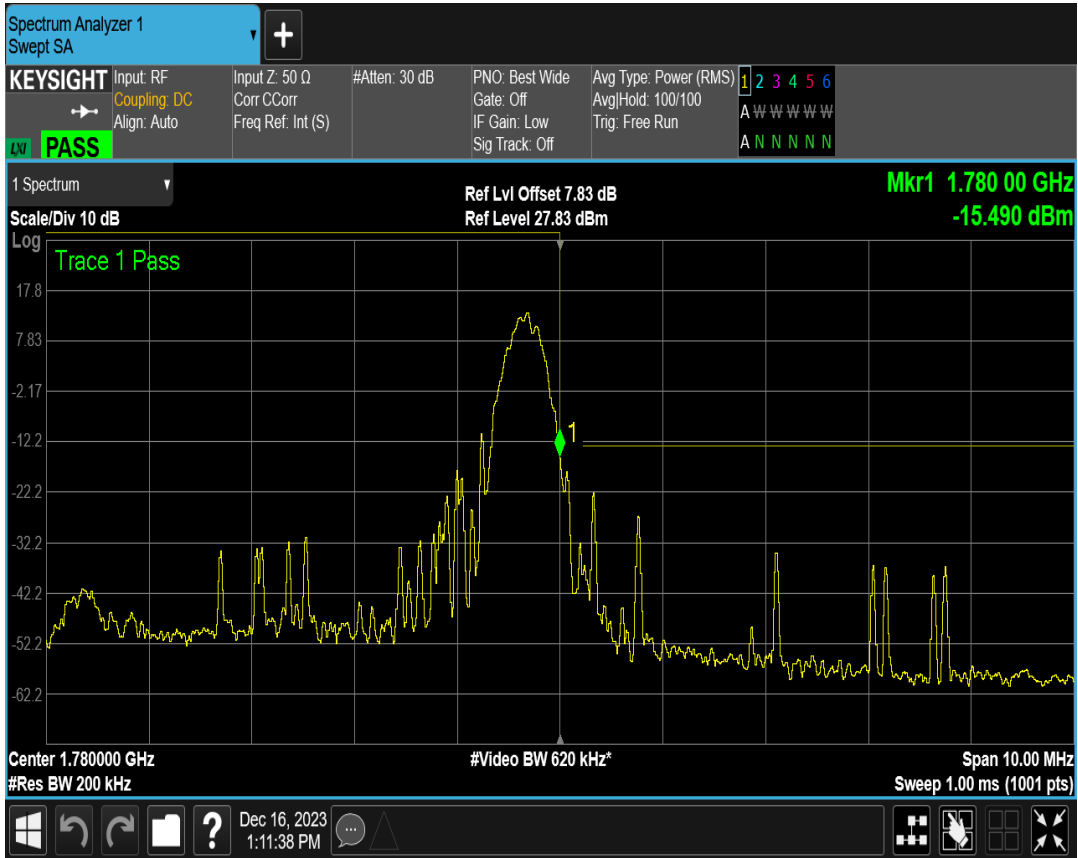 Spectrum Analyzer 1
Swept SA
KEYSIGHT
LXI PASS
Input: RF
Coupling: DC
Align: Auto
Input Z: 50 Ω
Corr CCorr
Freq Ref: Int (S)
#Atten: 30 dB
PNO: Best Wide
Gate: Off
IF Gain: Low
Sig Track: Off
Avg Type: Power (RMS)
Avg|Hold: 100/100
Trig: Free Run
1 2 3 4 5 6
A W W W W W
A N N N N N
1 Spectrum
Scale/Div 10 dB
Ref Lvl Offset 7.83 dB
Ref Level 27.83 dBm
Mkr1 1.780 00 GHz
-15.490 dBm
Log
Trace 1 Pass
17.8
7.83
-2.17
-12.2
1
-22.2
-32.2
-42.2
-52.2
-62.2
Center 1.780000 GHz
#Video BW 620 kHz*
Span 10.00 MHz
#Res BW 200 kHz
Sweep 1.00 ms (1001 pts)
?
Dec 16, 2023
1:11:38 PM